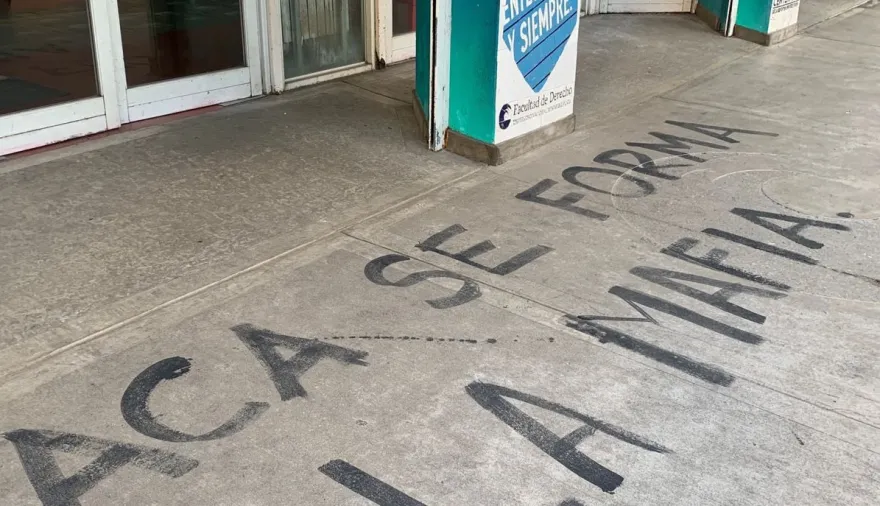 Y SIEMPRE.
Facultad de Derecho
ACA SE FORMA
LA MAFIA.